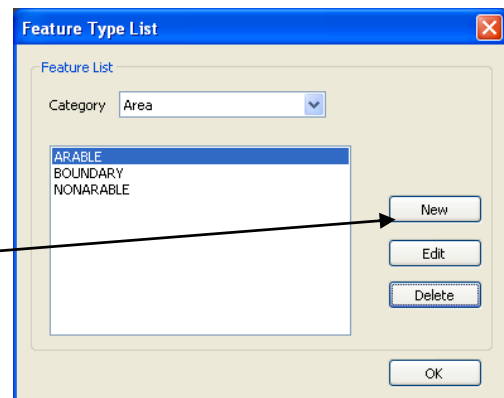 Feature Type List
Feature List
Category Area
ARABLE
BOUNDARY
NONARABLE
New
Edit
Delete
OK